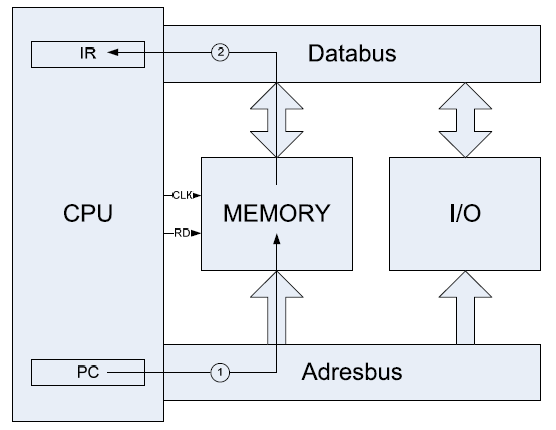 IR
2
Databus
CLK
CPU
MEMORY
I/O
RD
PC
1
Adresbus